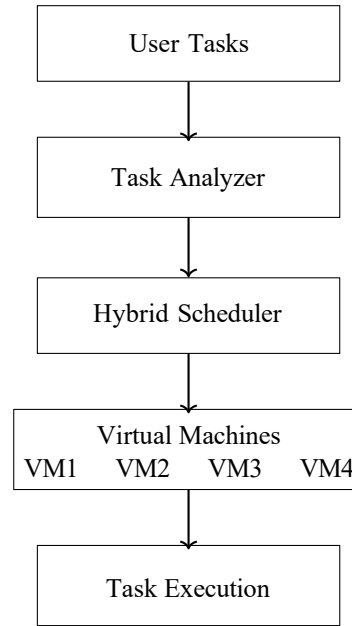 User Tasks
Task Analyzer
Hybrid Scheduler
Virtual Machines
VM1 VM2 VM3 VM4
Task Execution